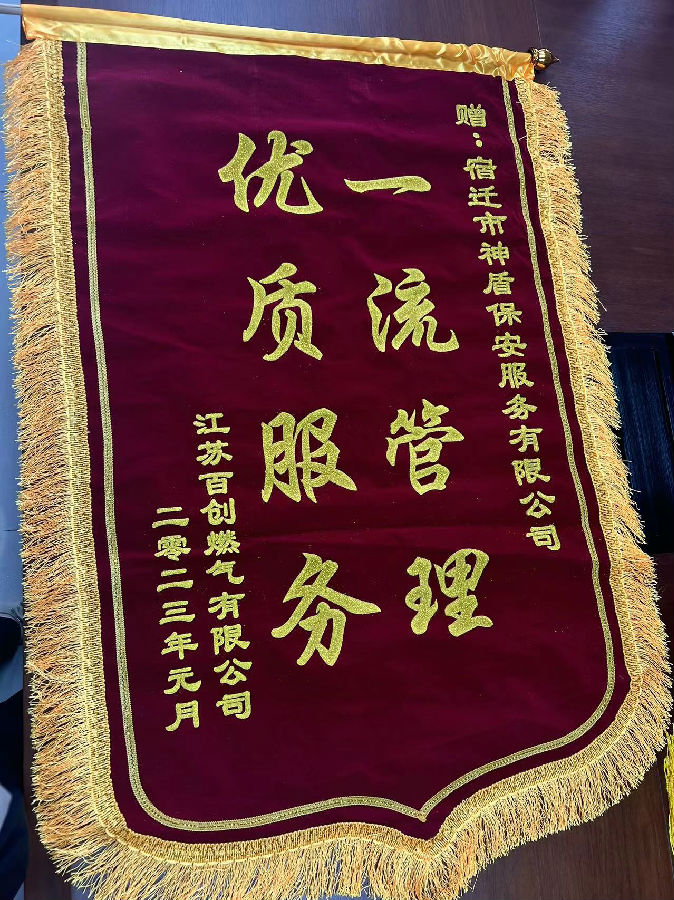 赠：宿迁市神盾保安服务有限公司
一流管理
优质服务
江苏百创燃气有限公司
二零二三年元月